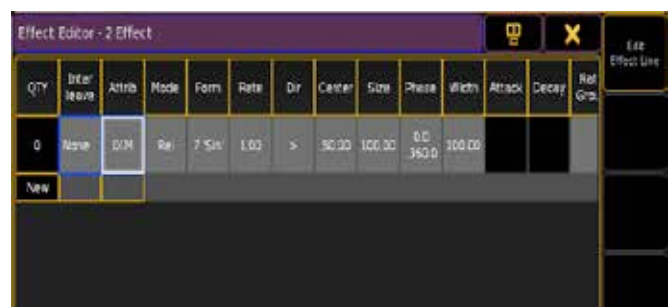 Effect Editor - 2 Effect
Edit
Effect Line
QTY Inter leave Attrib Mode Form Rate Dir Center Size Phase Width Attack Decay
0 None DIM Rel 7 'Sin' 1.00 > 50.00 100.00 0.0 360.0 100.00
New